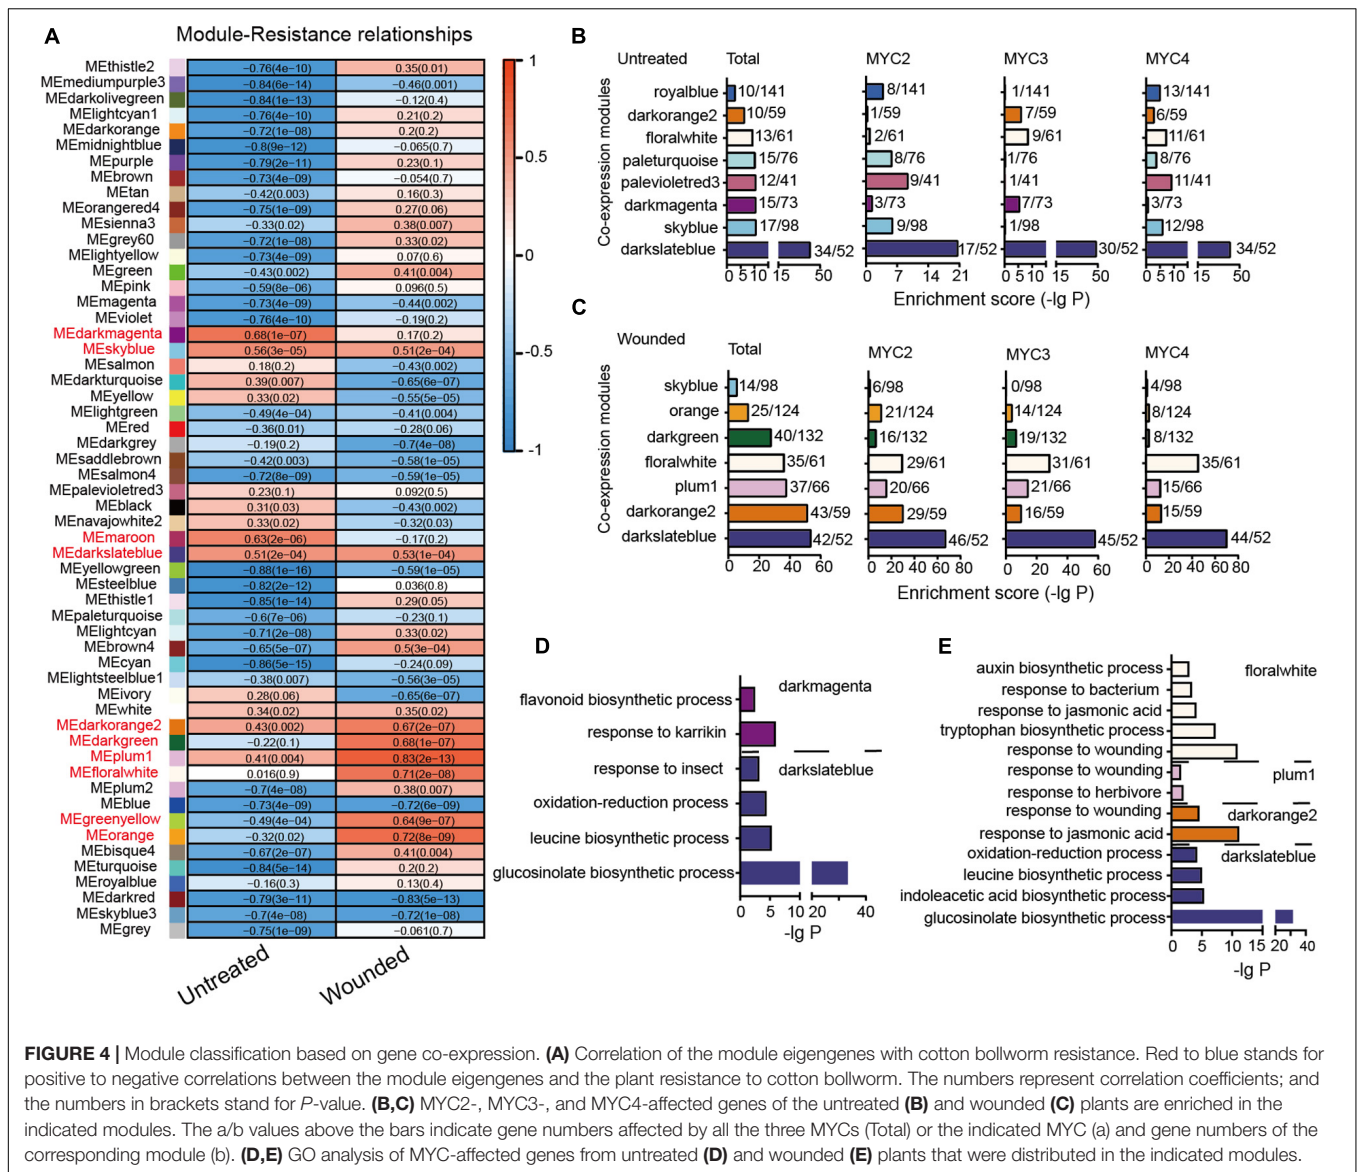 A
Module-Resistance relationships
MEthistle2 −0.76(4e−10) 0.35(0.01)
MEmediumpurple3 −0.84(6e−14) −0.46(0.001)
MEdarkolivegreen −0.84(1e−13) −0.12(0.4)
MElightcyan1 −0.76(4e−10) 0.21(0.2)
MEdarkorange −0.72(1e−08) 0.2(0.2)
MEmidnightblue −0.8(9e−12) −0.065(0.7)
MEpurple −0.79(2e−11) 0.23(0.1)
MEbrown −0.73(4e−09) −0.054(0.7)
MEtan −0.42(0.003) 0.16(0.3)
MEorangered4 −0.75(1e−09) 0.27(0.06)
MEsienna3 −0.33(0.02) 0.38(0.007)
MEgrey60 −0.72(1e−08) 0.33(0.02)
MElightyellow −0.73(4e−09) 0.07(0.6)
MEgreen −0.43(0.002) 0.41(0.004)
MEpink −0.59(8e−06) 0.096(0.5)
MEmagenta −0.73(4e−09) −0.44(0.002)
MEviolet −0.76(4e−10) −0.19(0.2)
MEdarkmagenta 0.68(1e−07) 0.17(0.2)
MEskyblue 0.56(3e−05) 0.51(2e−04)
MEsalmon 0.18(0.2) −0.43(0.002)
MEdarkturquoise 0.39(0.007) −0.65(6e−07)
MEyellow 0.33(0.02) −0.55(5e−05)
MElightgreen −0.49(4e−04) −0.41(0.004)
MEred −0.36(0.01) −0.28(0.06)
MEdarkgrey −0.19(0.2) −0.7(4e−08)
MEsaddlebrown −0.42(0.003) −0.58(1e−05)
MEsalmon4 −0.72(8e−09) −0.59(1e−05)
MEpalevioletred3 0.23(0.1) 0.092(0.5)
MEblack 0.31(0.03) −0.43(0.002)
MEnavajowhite2 0.33(0.02) −0.32(0.03)
MEmaroon 0.63(2e−06) −0.17(0.2)
MEdarkslateblue 0.51(2e−04) 0.53(1e−04)
MEyellowgreen −0.88(1e−16) −0.59(1e−05)
MEsteelblue −0.82(2e−12) 0.036(0.8)
MEthistle1 −0.85(1e−14) 0.29(0.05)
MEpaleturquoise −0.6(7e−06) −0.23(0.1)
MElightcyan −0.71(2e−08) 0.33(0.02)
MEbrown4 −0.65(5e−07) 0.5(3e−04)
MEcyan −0.86(5e−15) −0.24(0.09)
MElightsteelblue1 −0.38(0.007) −0.56(3e−05)
MEivory 0.28(0.06) −0.65(6e−07)
MEwhite 0.34(0.02) 0.35(0.02)
MEdarkorange2 0.43(0.002) 0.67(2e−07)
MEdarkgreen −0.22(0.1) 0.68(1e−07)
MEplum1 0.41(0.004) 0.83(2e−13)
MEfloralwhite 0.016(0.9) 0.71(2e−08)
MEplum2 −0.7(4e−08) 0.38(0.007)
MEblue −0.73(4e−09) −0.72(6e−09)
MEgreenyellow −0.49(4e−04) 0.64(9e−07)
MEorange −0.32(0.02) 0.72(8e−09)
MEbisque4 −0.67(2e−07) 0.41(0.004)
MEturquoise −0.84(5e−14) 0.2(0.2)
MEroyalblue −0.16(0.3) 0.13(0.4)
MEdarkred −0.79(3e−11) −0.83(5e−13)
MEskyblue3 −0.7(4e−08) −0.72(1e−08)
MEgrey −0.75(1e−09) −0.061(0.7)
Untreated Wounded
1
0.5
0
-0.5
-1
B
Untreated Total MYC2 MYC3 MYC4
Co-expression modules
royalblue 10/141 8/141 1/141 13/141
darkorange2 10/59 1/59 7/59 6/59
floralwhite 13/61 2/61 9/61 11/61
paleturquoise 15/76 8/76 1/76 8/76
palevioletred3 12/41 9/41 1/41 11/41
darkmagenta 15/73 3/73 7/73 3/73
skyblue 17/98 9/98 1/98 12/98
darkslateblue 34/52 17/52 30/52 34/52
0 5 10 15 50 0 7 14 21 0 5 10 15 50 0 5 10 15 50
Enrichment score (-lg P)
C
Wounded Total MYC2 MYC3 MYC4
Co-expression modules
skyblue 14/98 6/98 0/98 4/98
orange 25/124 21/124 14/124 8/124
darkgreen 40/132 16/132 19/132 8/132
floralwhite 35/61 29/61 31/61 35/61
plum1 37/66 20/66 21/66 15/66
darkorange2 43/59 29/59 16/59 15/59
darkslateblue 42/52 46/52 45/52 44/52
0 20 40 60 0 20 40 60 80 0 20 40 60 0 20 40 60 80
Enrichment score (-lg P)
D
darkmagenta
flavonoid biosynthetic process
response to karrikin
darkslateblue
response to insect
oxidation-reduction process
leucine biosynthetic process
glucosinolate biosynthetic process
0 5 10 20 40
-lg P
E
auxin biosynthetic process floralwhite
response to bacterium
response to jasmonic acid
tryptophan biosynthetic process
response to wounding
response to wounding plum1
response to herbivore
response to wounding darkorange2
response to jasmonic acid
oxidation-reduction process darkslateblue
leucine biosynthetic process
indoleacetic acid biosynthetic process
glucosinolate biosynthetic process
0 5 10 15 20 40
-lg P
FIGURE 4 | Module classification based on gene co-expression. (A) Correlation of the module eigengenes with cotton bollworm resistance. Red to blue stands for
positive to negative correlations between the module eigengenes and the plant resistance to cotton bollworm. The numbers represent correlation coefficients; and
the numbers in brackets stand for P-value. (B,C) MYC2-, MYC3-, and MYC4-affected genes of the untreated (B) and wounded (C) plants are enriched in the
indicated modules. The a/b values above the bars indicate gene numbers affected by all the three MYCs (Total) or the indicated MYC (a) and gene numbers of the
corresponding module (b). (D,E) GO analysis of MYC-affected genes from untreated (D) and wounded (E) plants that were distributed in the indicated modules.